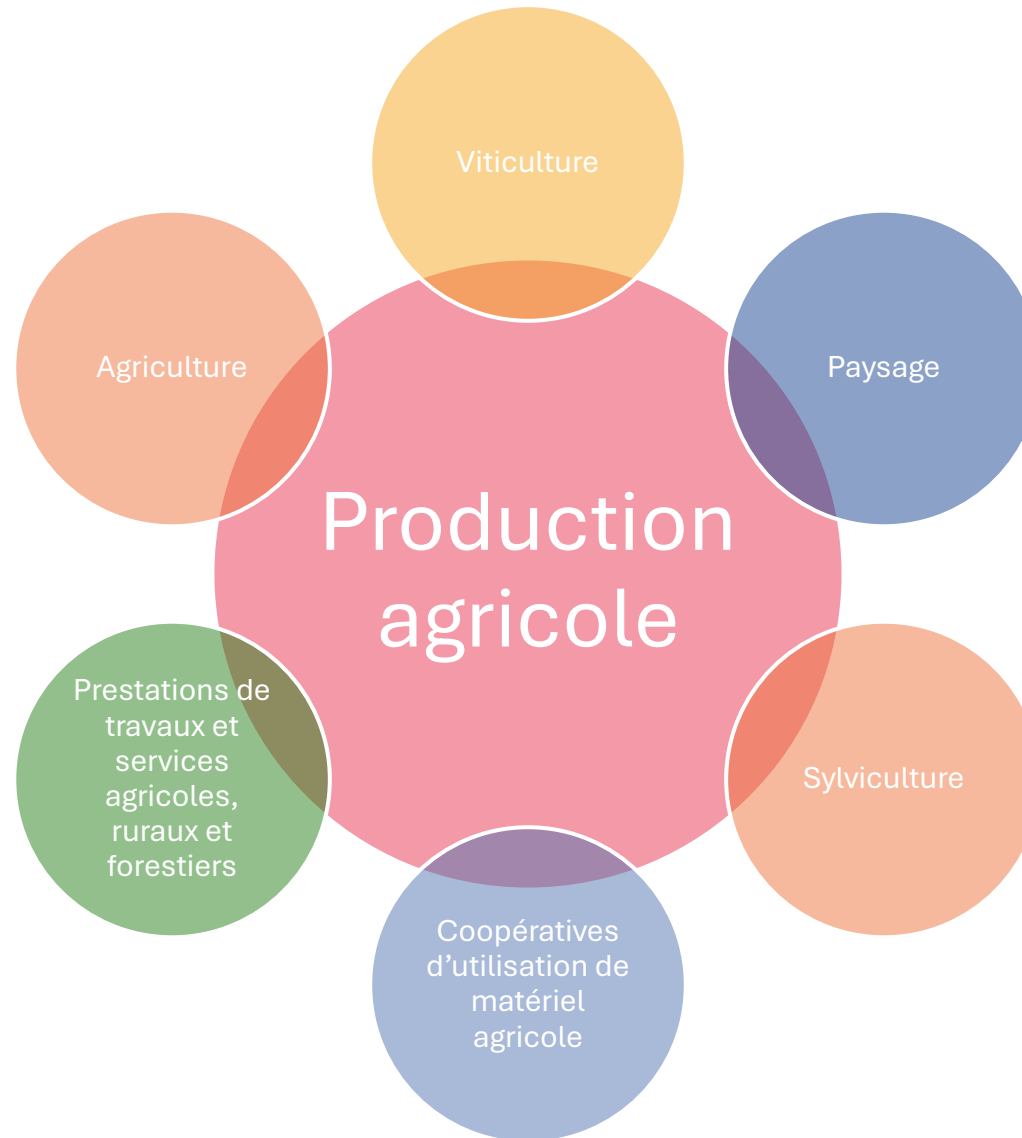 Viticulture
Agriculture
Paysage
Production
agricole
Prestations de
travaux et
services
agricoles,
ruraux et
forestiers
Sylviculture
Coopératives
d’utilisation de
matériel
agricole